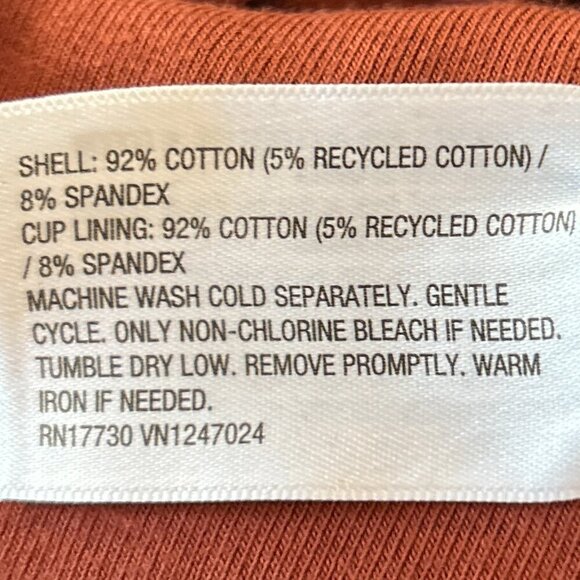 SHELL: 92% COTTON (5% RECYCLED COTTON) /
8% SPANDEX
CUP LINING: 92% COTTON (5% RECYCLED COTTON)
/ 8% SPANDEX
MACHINE WASH COLD SEPARATELY. GENTLE
CYCLE. ONLY NON-CHLORINE BLEACH IF NEEDED.
TUMBLE DRY LOW. REMOVE PROMPTLY. WARM
IRON IF NEEDED.
RN17730 VN1247024